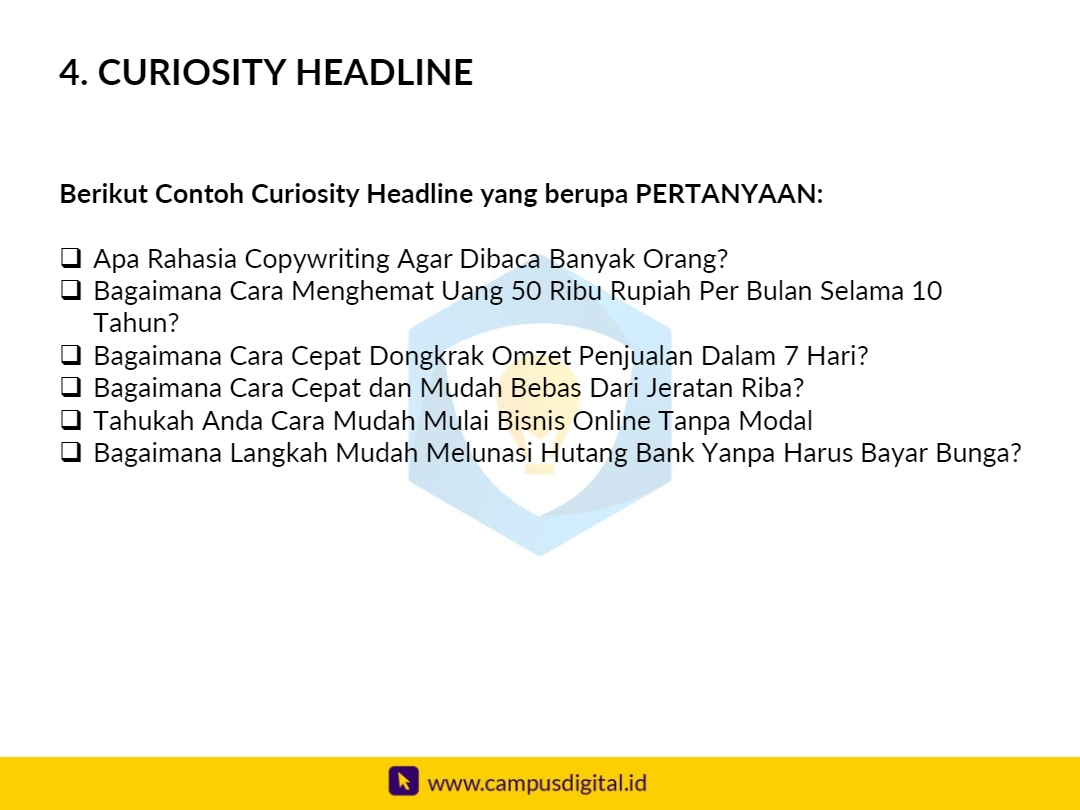 4. CURIOSITY HEADLINE
Berikut Contoh Curiosity Headline yang berupa PERTANYAAN:
❑ Apa Rahasia Copywriting Agar Dibaca Banyak Orang?
❑ Bagaimana Cara Menghemat Uang 50 Ribu Rupiah Per Bulan Selama 10
Tahun?
❑ Bagaimana Cara Cepat Dongkrak Omzet Penjualan Dalam 7 Hari?
❑ Bagaimana Cara Cepat dan Mudah Bebas Dari Jeratan Riba?
❑ Tahukah Anda Cara Mudah Mulai Bisnis Online Tanpa Modal
❑ Bagaimana Langkah Mudah Melunasi Hutang Bank Yanpa Harus Bayar Bunga?
www.campusdigital.id